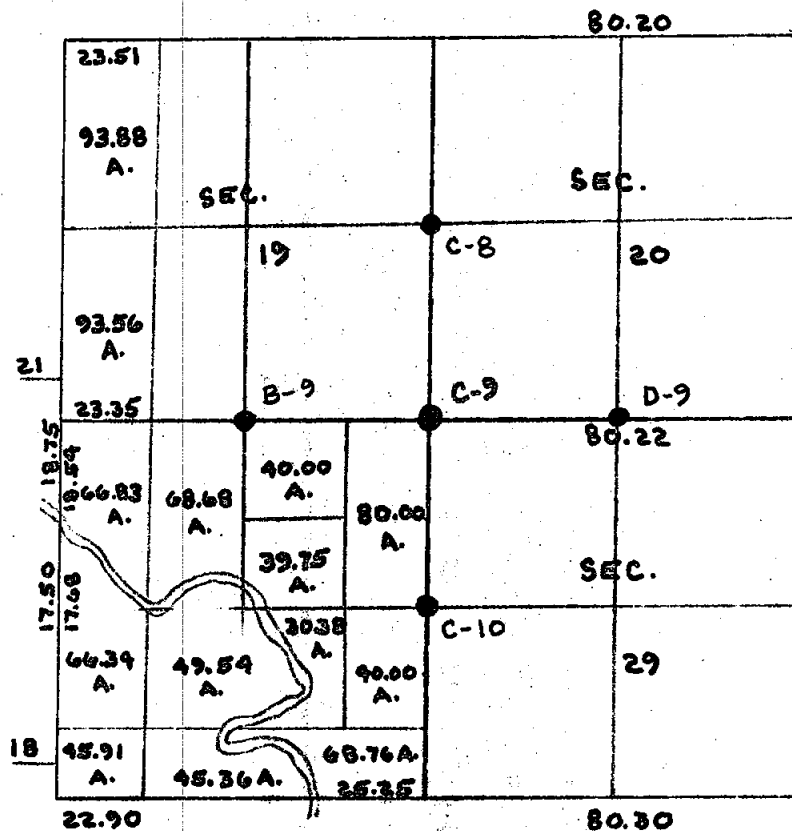 80.20
23.51
93.88
A.
SEC.
SEC.
19
C-8
20
93.56
A.
21
B-9
C-9
D-9
23.35
80.22
18.75
18.54
66.83
A.
68.68
A.
40.00
A.
80.00
A.
39.75
A.
SEC.
17.50
17.68
30.38
A.
C-10
66.34
A.
49.54
A.
40.00
A.
29
18
45.91
A.
68.76 A.
45.36 A.
25.25
22.90
80.30